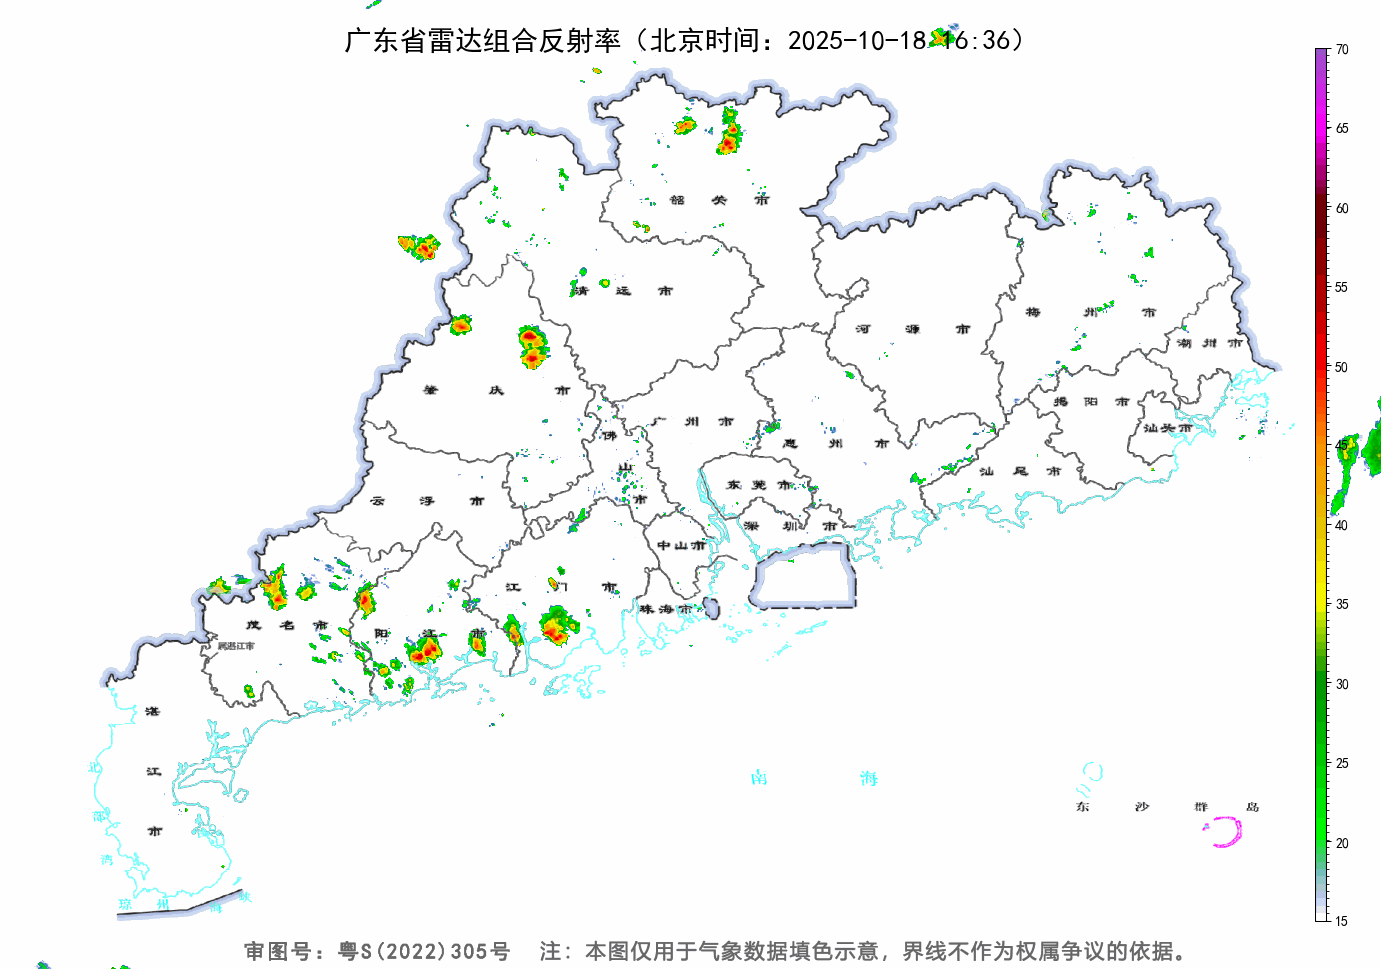 广东省雷达组合反射率（北京时间：2025-10-18 16:36）
70
65
60
55
50
45
40
35
30
25
20
15
韶 关 市
清 远 市
河 源 市
梅 州 市
潮 州 市
肇 庆 市
揭 阳 市
汕头市
广 州 市
佛 山 市
惠 州 市
汕 尾 市
云 浮 市
东 莞 市
深 圳 市
中山市
江 门 市
珠海市
茂 名 市
阳 江 市
属湛江市
湛 江 市
北 部 湾
琼 州 海 峡
南 海
东 沙 群 岛
审图号：粤S(2022)305号 注：本图仅用于气象数据填色示意，界线不作为权属争议的依据。